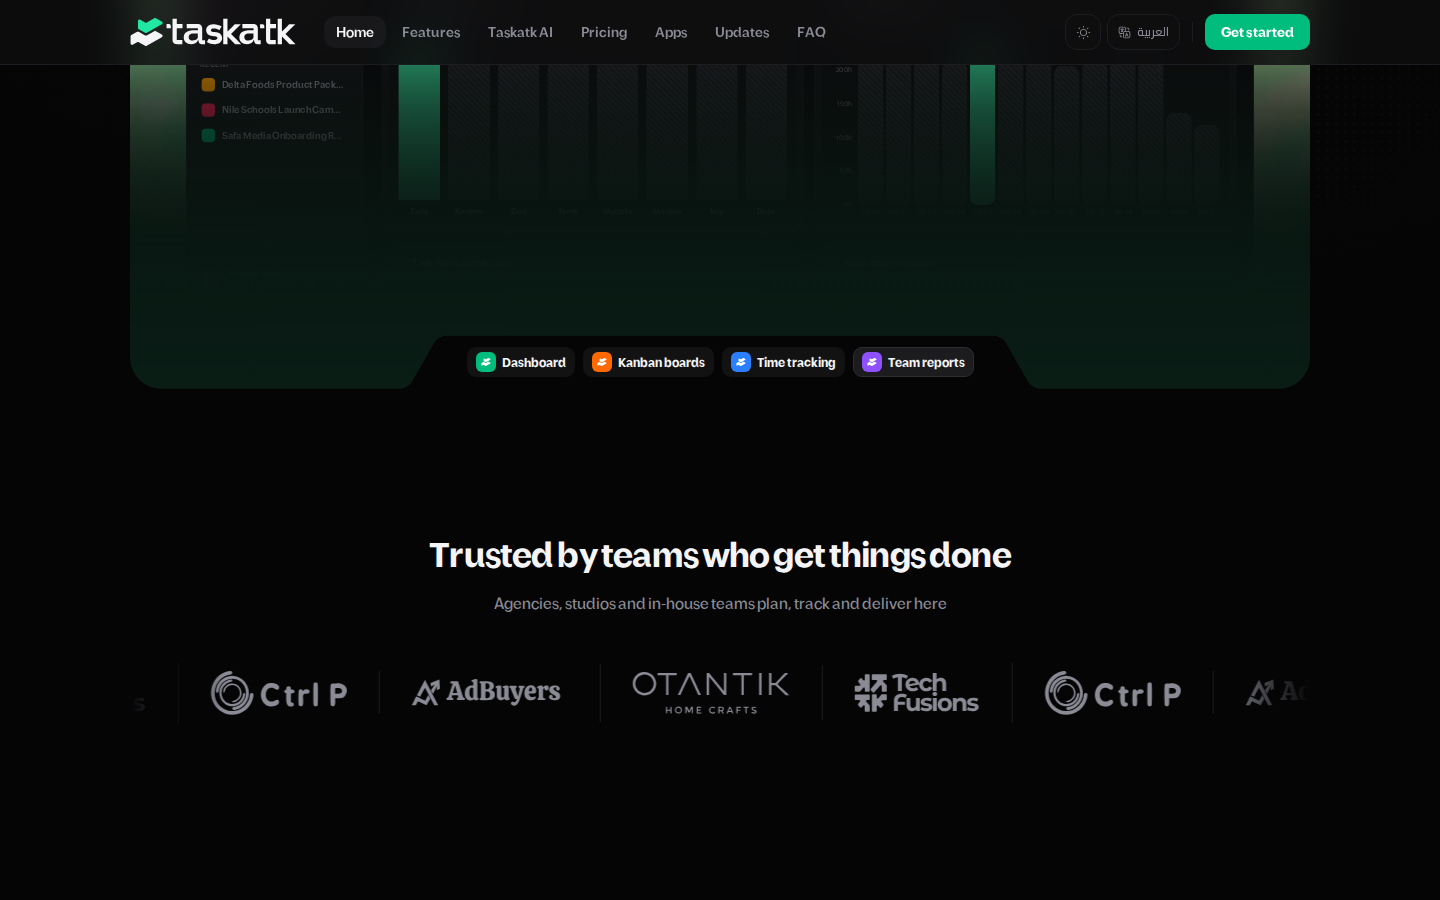 taskatk
Home
Features
Taskatk AI
Pricing
Apps
Updates
FAQ
العربية
Get started
Delta Foods Product Pack...
Nile Schools Launch Cam...
Safa Media Onboarding R...
200h
Dashboard
Kanban boards
Time tracking
Team reports
Trusted by teams who get things done
Agencies, studios and in-house teams plan, track and deliver here
s
Ctrl P
AdBuyers
OTANTIK
HOME CRAFTS
Tech
Fusions
Ctrl P
Ad